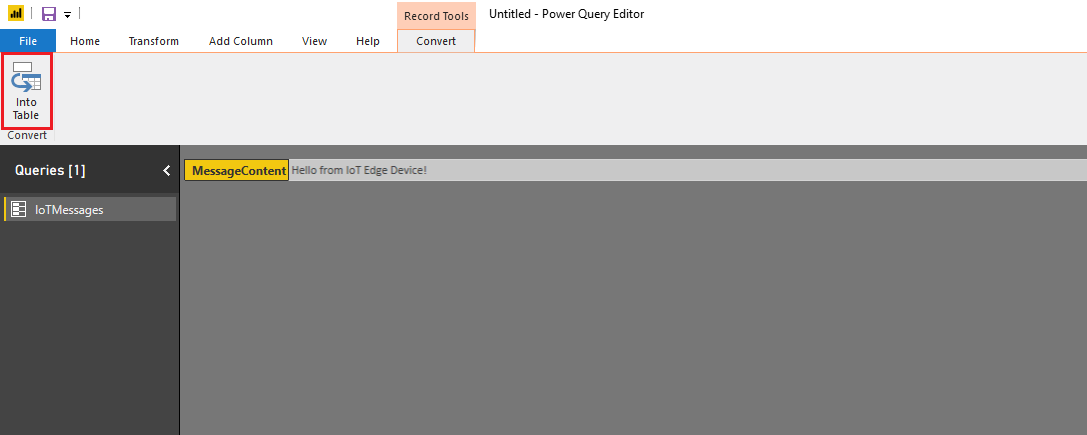 Record Tools
Untitled - Power Query Editor
File Home Transform Add Column View Help Convert
Into
Table
Convert
Queries [1]
MessageContent Hello from IoT Edge Device!
IoTMessages